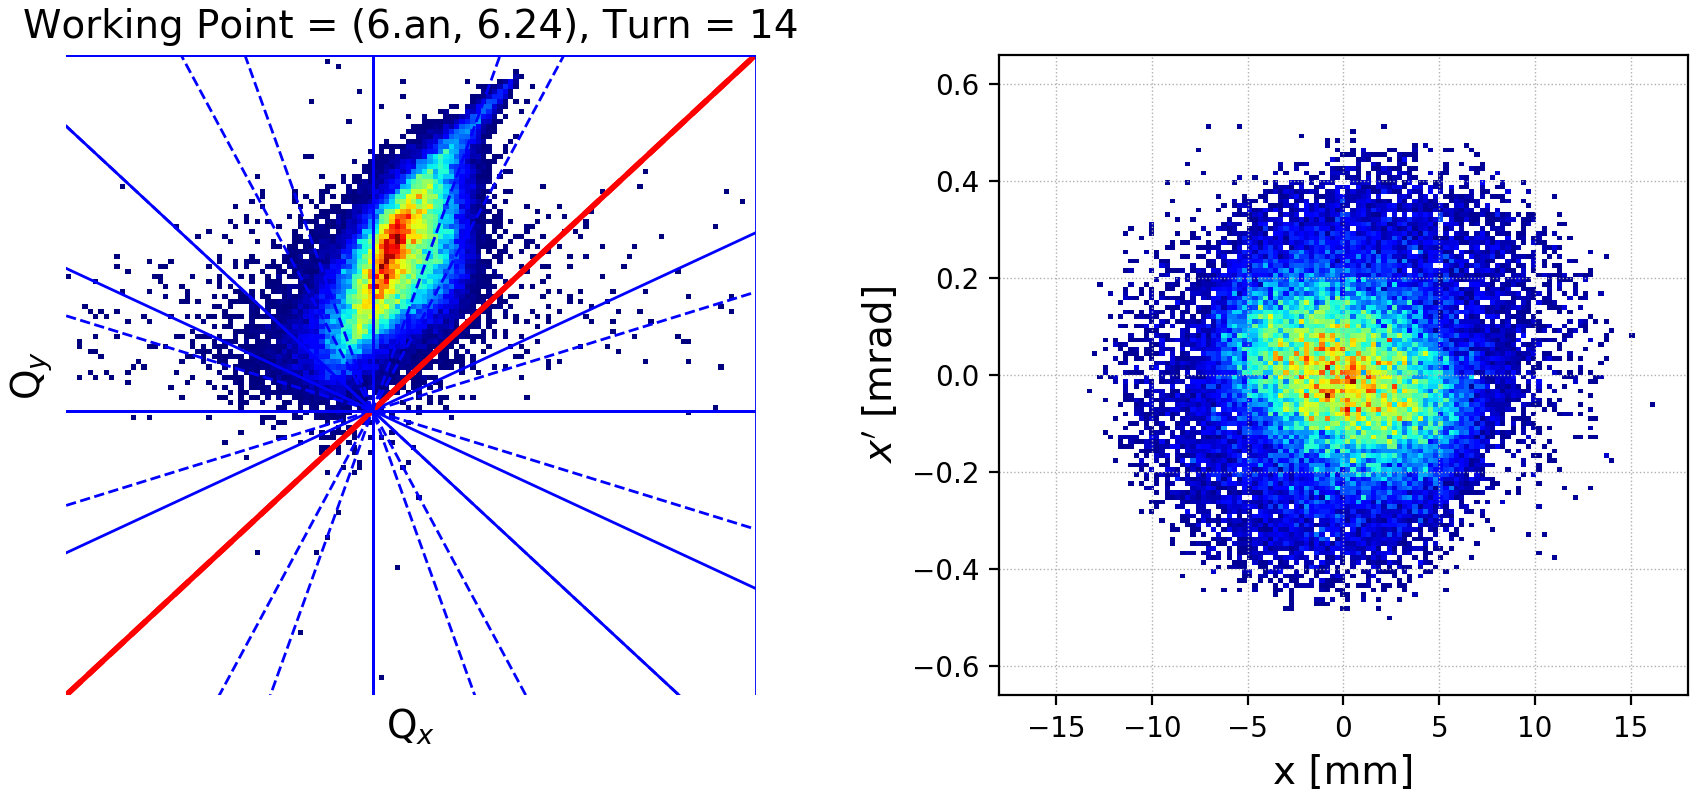 Working Point = (6.an, 6.24), Turn = 14
Q_y
Q_x
x′ [mrad]
0.6
0.4
0.2
0.0
−0.2
−0.4
−0.6
−15 −10 −5 0 5 10 15
x [mm]